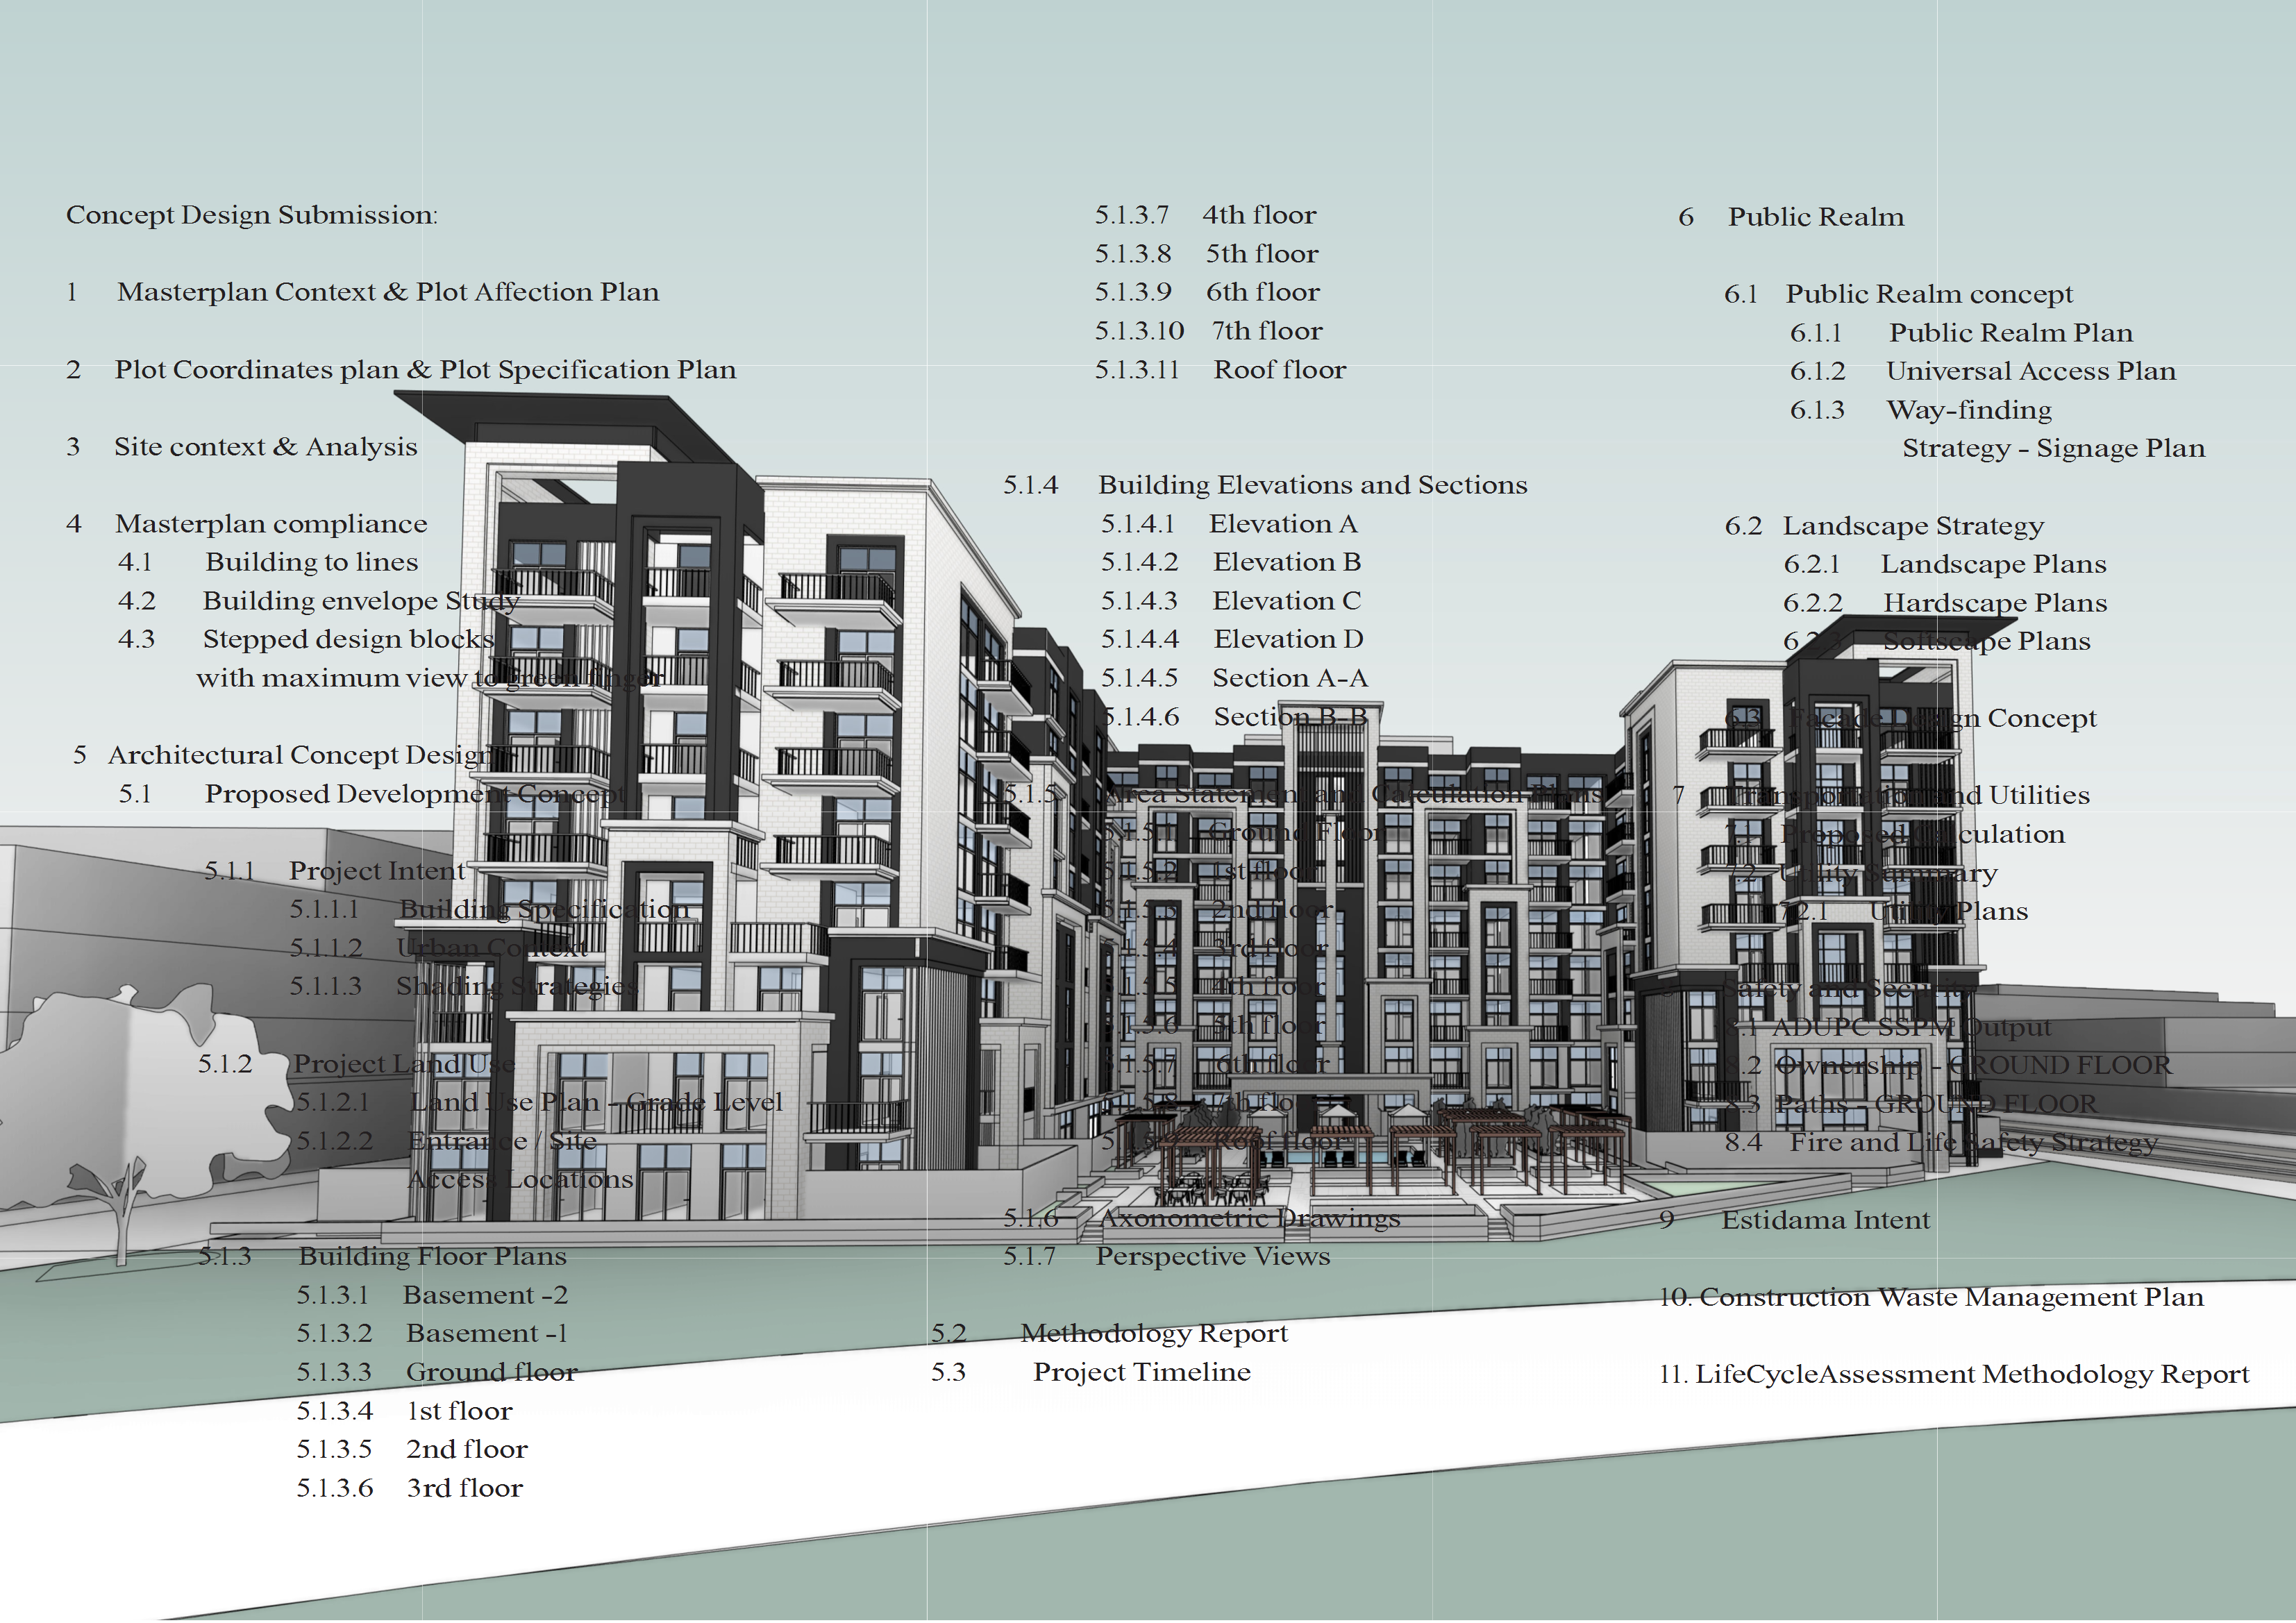 Concept Design Submission:
1 Masterplan Context & Plot Affection Plan
2 Plot Coordinates plan & Plot Specification Plan
3 Site context & Analysis
4 Masterplan compliance
4.1 Building to lines
4.2 Building envelope Study
4.3 Stepped design blocks
with maximum view to green finger
5 Architectural Concept Design
5.1 Proposed Development Concept
5.1.1 Project Intent
5.1.1.1 Building Specification
5.1.1.2 Urban Context
5.1.1.3 Shading Strategies
5.1.2 Project Land Use
5.1.2.1 Land Use Plan - Grade Level
5.1.2.2 Entrance / Site
Access Locations
5.1.3 Building Floor Plans
5.1.3.1 Basement -2
5.1.3.2 Basement -1
5.1.3.3 Ground floor
5.1.3.4 1st floor
5.1.3.5 2nd floor
5.1.3.6 3rd floor
5.1.3.7 4th floor
5.1.3.8 5th floor
5.1.3.9 6th floor
5.1.3.10 7th floor
5.1.3.11 Roof floor
5.1.4 Building Elevations and Sections
5.1.4.1 Elevation A
5.1.4.2 Elevation B
5.1.4.3 Elevation C
5.1.4.4 Elevation D
5.1.4.5 Section A-A
5.1.4.6 Section B-B
5.1.5 Area Statement and Calculation Plans
5.1.5.1 Ground Floor
5.1.5.2 1st floor
5.1.5.3 2nd floor
5.1.5.4 3rd floor
5.1.5.5 4th floor
5.1.5.6 5th floor
5.1.5.7 6th floor
5.1.5.8 7th floor
5.1.5.9 Roof floor
5.1.6 Axonometric Drawings
5.1.7 Perspective Views
5.2 Methodology Report
5.3 Project Timeline
6 Public Realm
6.1 Public Realm concept
6.1.1 Public Realm Plan
6.1.2 Universal Access Plan
6.1.3 Way-finding
Strategy - Signage Plan
6.2 Landscape Strategy
6.2.1 Landscape Plans
6.2.2 Hardscape Plans
6.2.3 Softscape Plans
6.3 Facade Design Concept
7 Transportation and Utilities
7.1 Proposed Calculation
7.2 Utility Summary
7.2.1 Utility Plans
8 Safety and Security
8.1 ADUPC SSPM Output
8.2 Ownership - GROUND FLOOR
8.3 Paths - GROUND FLOOR
8.4 Fire and Life Safety Strategy
9 Estidama Intent
10. Construction Waste Management Plan
11. LifeCycleAssessment Methodology Report